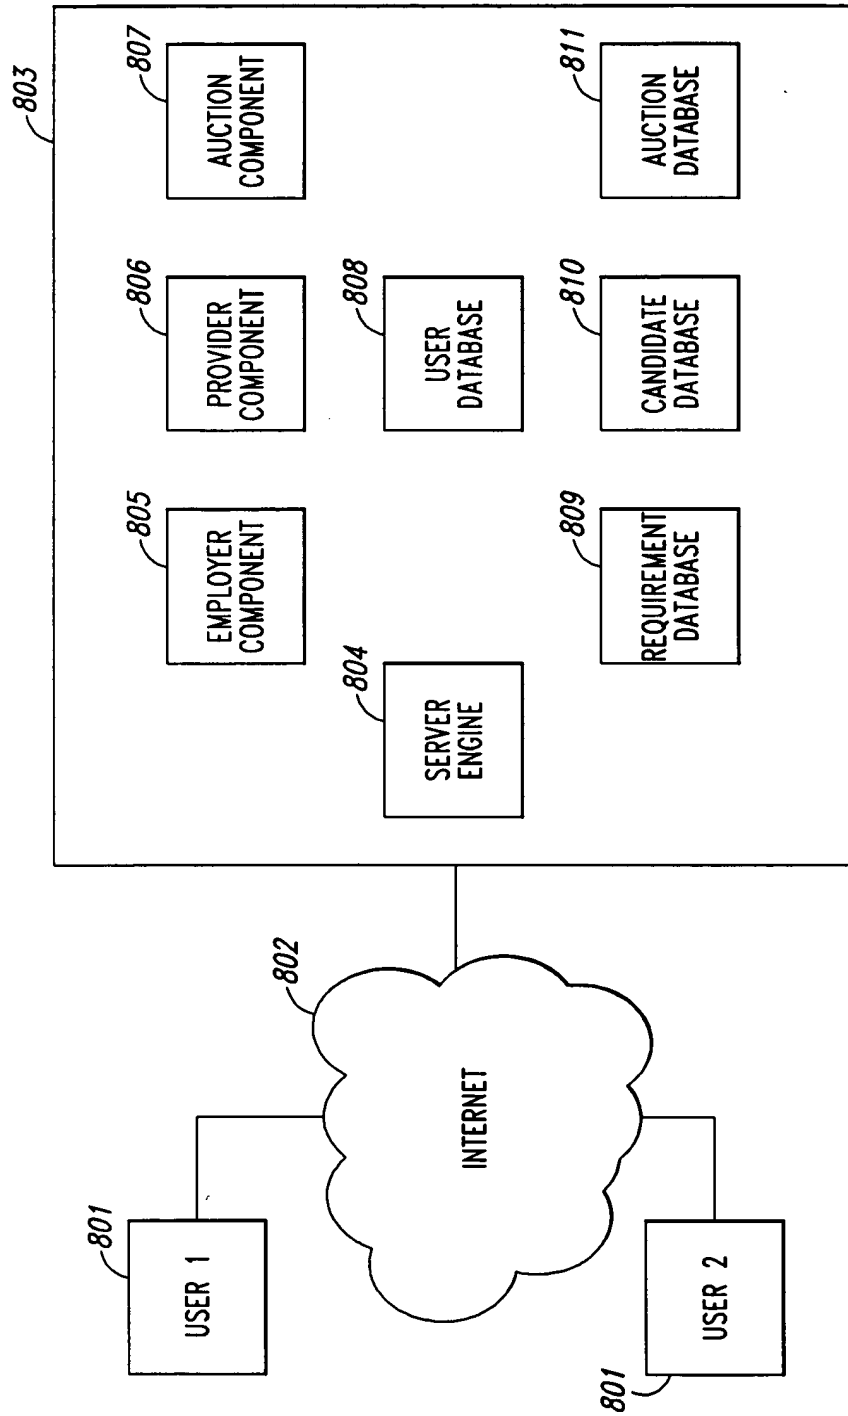 803
805
EMPLOYER
COMPONENT
806
PROVIDER
COMPONENT
807
AUCTION
COMPONENT
801
USER 1
802
INTERNET
804
SERVER
ENGINE
808
USER
DATABASE
801
USER 2
809
REQUIREMENT
DATABASE
810
CANDIDATE
DATABASE
811
AUCTION
DATABASE